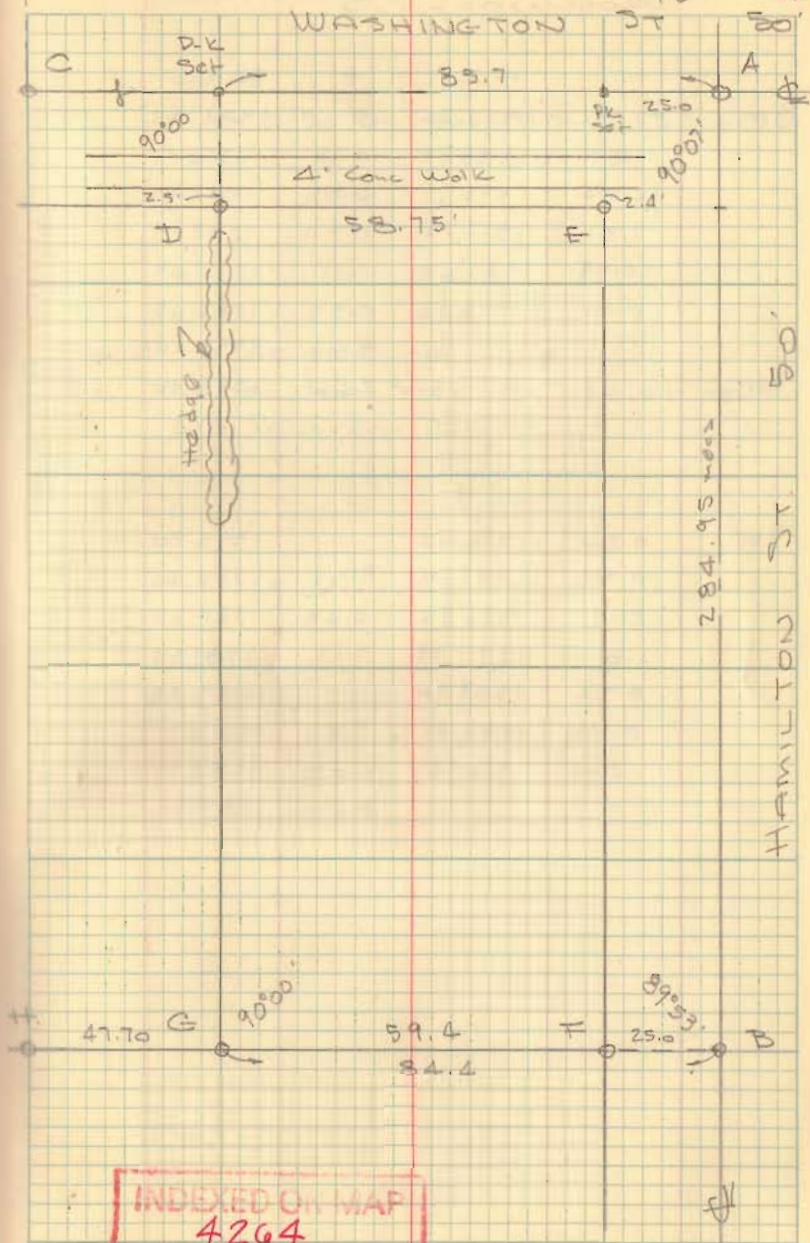 WASHINGTON ST 50'
C
P-K
Set
83.7
A
PK
Set
25.0
90°00'
90°07'
4' Conc Walk
2.5'
2.4'
D
58.75'
E
Hedge
50'
284.95 meas
HAMILTON ST.
H
47.70
G
90°00'
59.4
F
25.0
89°53'
B
84.4
INDEXED ON MAP
4264